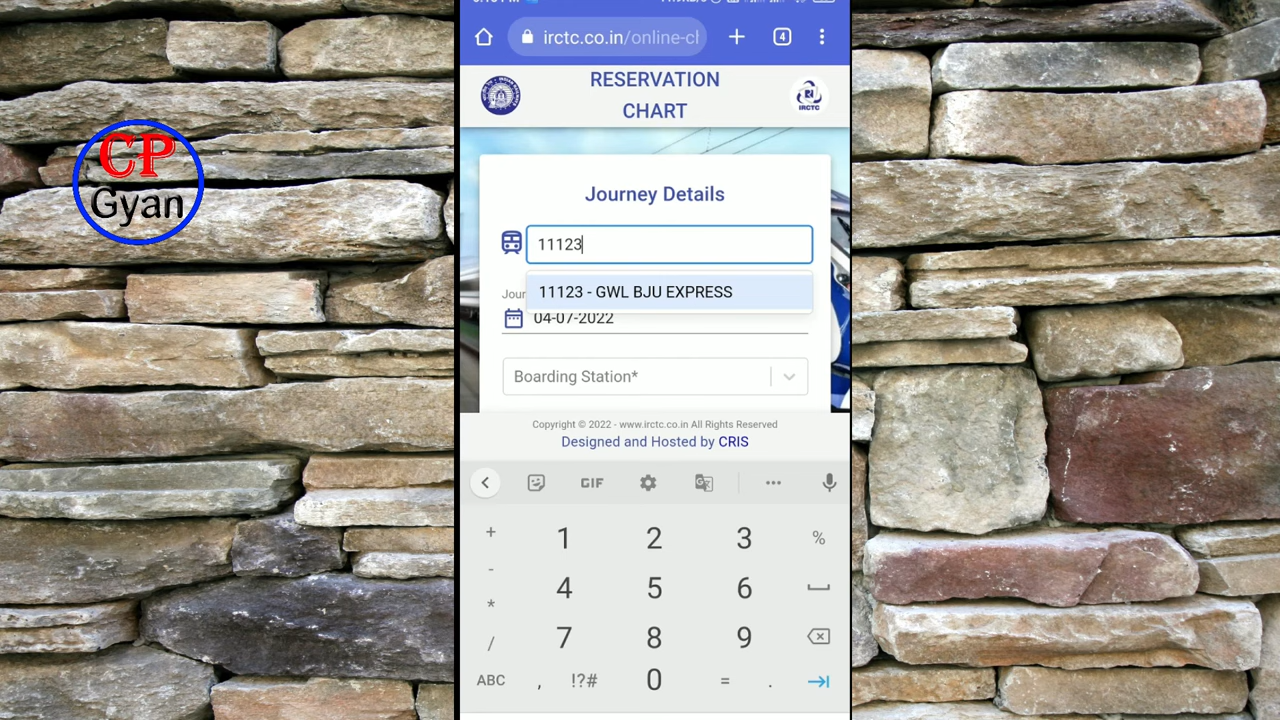 CP
Gyan
irctc.co.in/online-cl
4
RESERVATION
CHART
IRCTC
Journey Details
11123
11123 - GWL BJU EXPRESS
Jour
04-07-2022
Boarding Station*
Copyright © 2022 - www.irctc.co.in All Rights Reserved
Designed and Hosted by CRIS
GIF
+ 1 2 3 %
- 4 5 6
*
/ 7 8 9
ABC , !?# 0 = .